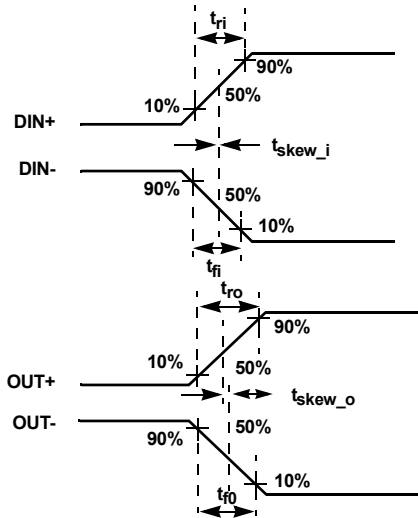 tri
90%
10%
50%
DIN+
tskew_i
DIN-
90%
50%
10%
tfi
tro
90%
10%
50%
OUT+
tskew_o
OUT-
50%
90%
10%
tf0